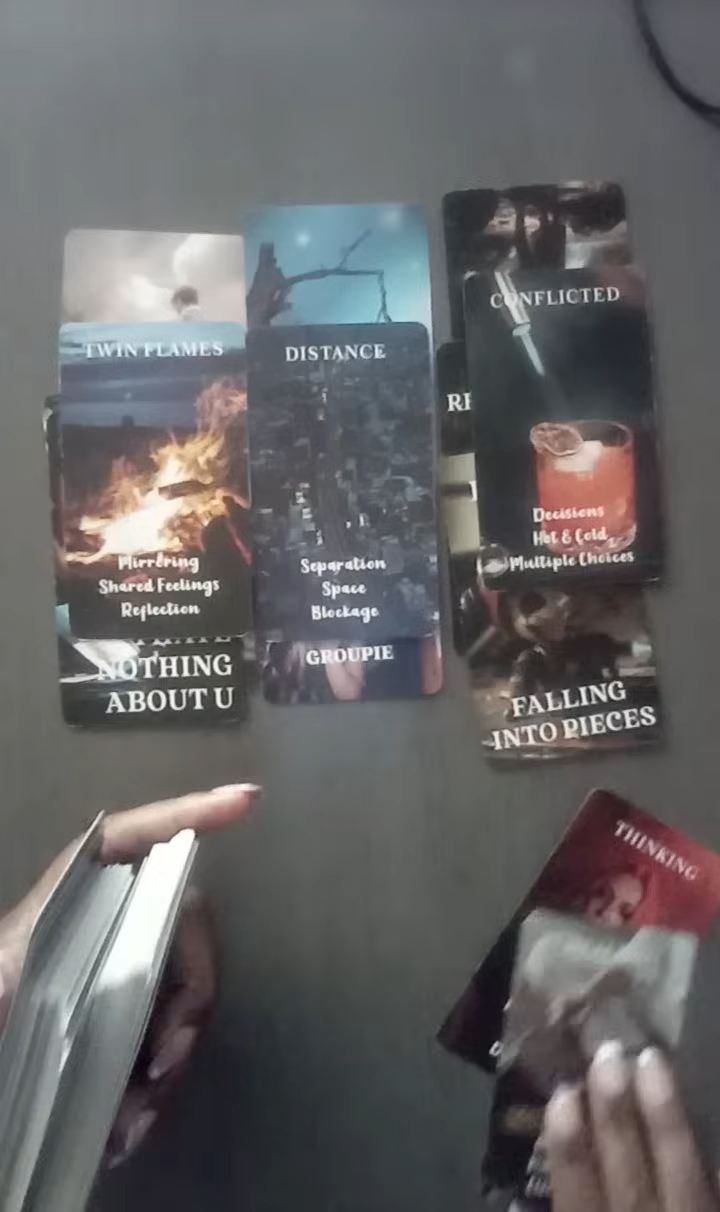 TWIN FLAMES
Mirroring
Shared Feelings
Reflection
NOTHING
ABOUT U
DISTANCE
Separation
Space
Blockage
GROUPIE
CONFLICTED
Decisions
Hot & Cold
Multiple Choices
FALLING
INTO PIECES
THINKING